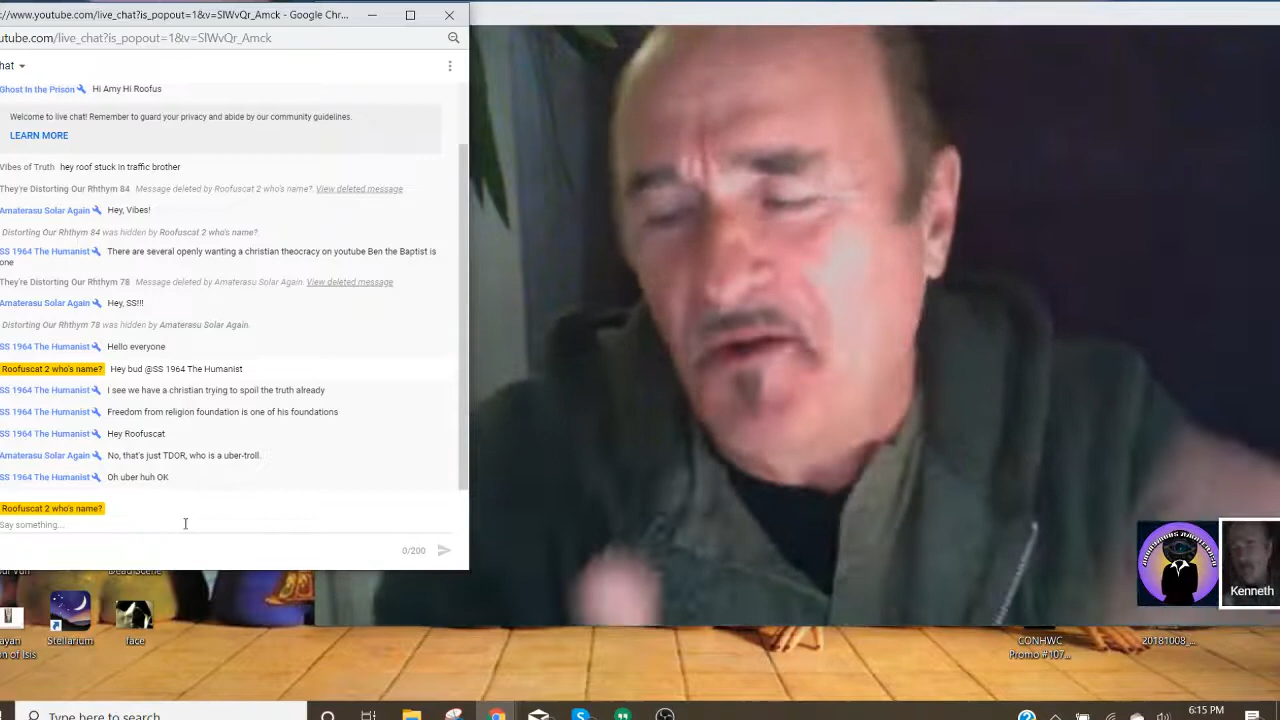 ://www.youtube.com/live_chat?is_popout=1&v=SlWvQr_Amck - Google Chr...
utube.com/live_chat?is_popout=1&v=SlWvQr_Amck
hat
Ghost In the Prison Hi Amy Hi Roofus
Welcome to live chat! Remember to guard your privacy and abide by our community guidelines.
LEARN MORE
Vibes of Truth hey roof stuck in traffic brother
They're Distorting Our Rhthym 84 Message deleted by Roofuscat 2 who's name?. View deleted message
Amaterasu Solar Again Hey, Vibes!
Distorting Our Rhthym 84 was hidden by Roofuscat 2 who's name?
SS 1964 The Humanist There are several openly wanting a christian theocracy on youtube Ben the Baptist is
one
They're Distorting Our Rhthym 78 Message deleted by Amaterasu Solar Again. View deleted message
Amaterasu Solar Again Hey, SS!!!
Distorting Our Rhthym 78 was hidden by Amaterasu Solar Again.
SS 1964 The Humanist Hello everyone
Roofuscat 2 who's name? Hey bud @SS 1964 The Humanist
SS 1964 The Humanist I see we have a christian trying to spoil the truth already
SS 1964 The Humanist Freedom from religion foundation is one of his foundations
SS 1964 The Humanist Hey Roofuscat
Amaterasu Solar Again No, that's just TDOR, who is a uber-troll.
SS 1964 The Humanist Oh uber huh OK
Roofuscat 2 who's name?
Say something...
0/200
Kenneth
ayan
on of Isis
Stellarium
face
CONHWC
Promo #107...
20181008_...
Type here to search
6:15 PM